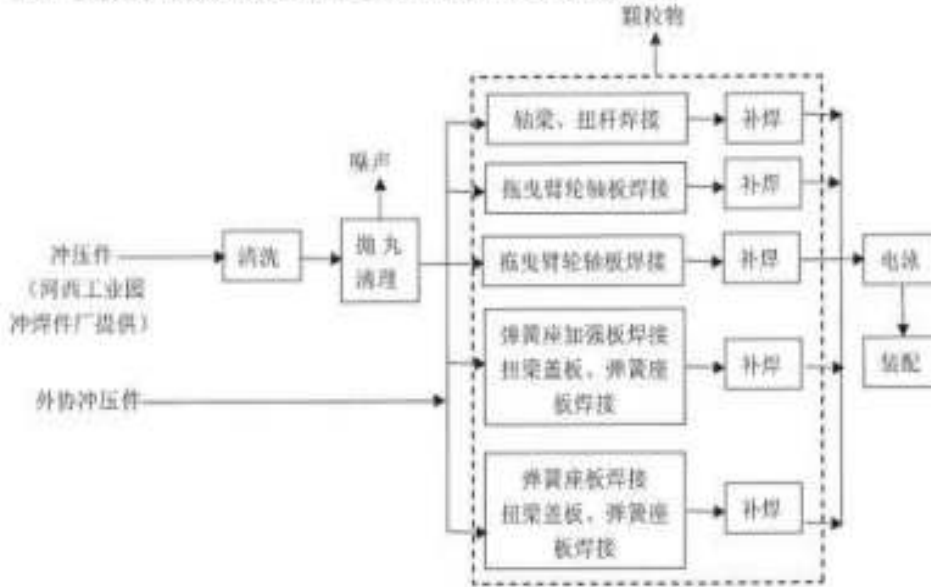 颗粒物
轴梁、扭杆焊接
补焊
噪声
拖曳臂轮轴板焊接
补焊
冲压件
（河西工业园
冲焊件厂提供）
清洗
抛丸
清理
拖曳臂轮轴板焊接
补焊
电泳
弹簧座加强板焊接
扭梁盖板、弹簧座
板焊接
补焊
装配
外协冲压件
弹簧座板焊接
扭梁盖板、弹簧座
板焊接
补焊